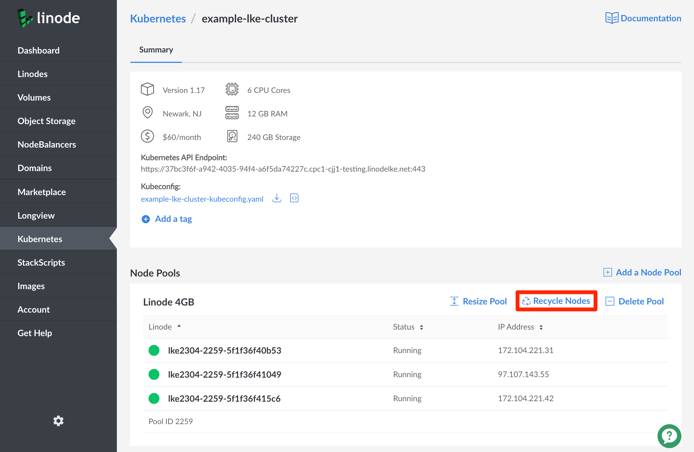 linode
Kubernetes / example-lke-cluster
Documentation
Dashboard
Linodes
Volumes
Object Storage
NodeBalancers
Domains
Marketplace
Longview
Kubernetes
StackScripts
Images
Account
Get Help
Summary
Version 1.17
6 CPU Cores
Newark, NJ
12 GB RAM
$60/month
240 GB Storage
Kubernetes API Endpoint:
https://37bc3f6f-a942-4035-94f4-a6f5da74227c.cpc1-cjj1-testing.linodelke.net:443
Kubeconfig:
example-lke-cluster-kubeconfig.yaml
Add a tag
Node Pools
Add a Node Pool
Linode 4GB
Resize Pool
Recycle Nodes
Delete Pool
Linode
Status
IP Address
lke2304-2259-5f1f36f40b53
Running
172.104.221.31
lke2304-2259-5f1f36f41049
Running
97.107.143.55
lke2304-2259-5f1f36f415c6
Running
172.104.221.42
Pool ID 2259